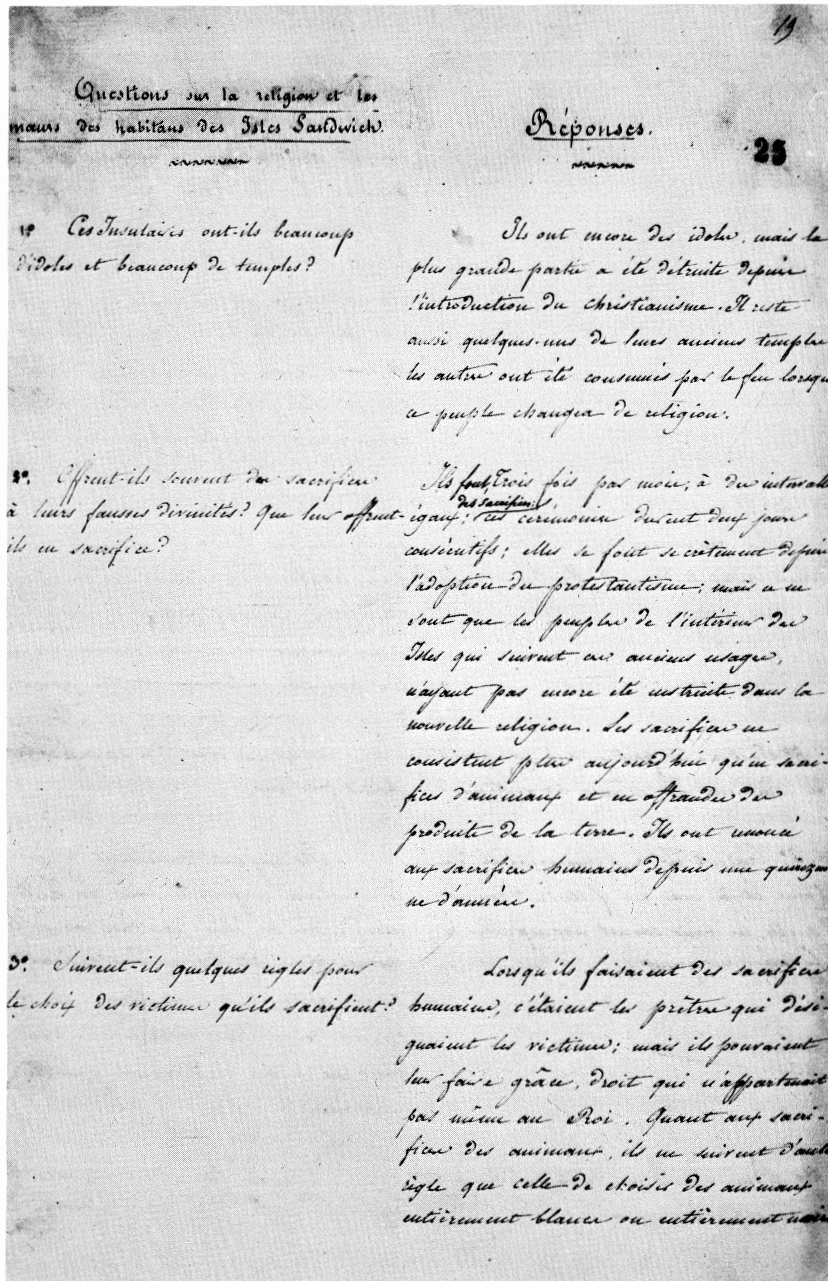 19
Questions sur la religion et les
mœurs des habitans des Isles Sandwich.
Réponses.
25
1º Ces Insulaires ont-ils beaucoup
d'idoles et beaucoup de temples?
Ils ont encore des idoles, mais la
plus grande partie a été détruite depuis
l'introduction du christianisme. Il reste
aussi quelques-uns de leurs anciens temples
les autres ont été consumés par le feu lorsque
ce peuple changea de religion.
2º. Offrent-ils souvent des sacrifices
à leurs fausses divinités? Que leur offrent-
ils en sacrifice?
Ils font des sacrifices trois fois par mois, à des intervalles
égaux; ces cérémonies durent deux jours
consécutifs; elles se font secrètement depuis
l'adoption du protestantisme; mais ce ne
sont que les peuples de l'intérieur des
Isles qui suivent ces anciens usages,
n'ayant pas encore été instruits dans la
nouvelle religion. Les sacrifices ne
consistent plus aujourd'hui qu'en sacri-
fices d'animaux et en offrandes des
produits de la terre. Ils ont renoncé
aux sacrifices humains depuis une quinzai
ne d'années.
3º. Suivent-ils quelques règles pour
le choix des victimes qu'ils sacrifient?
Lorsqu'ils faisaient des sacrifices
humains, c'étaient les prêtres qui dési-
gnaient les victimes; mais ils pouvaient
leur faire grâce, droit qui n'appartenait
pas même au Roi. Quant aux sacri-
fices des animaux, ils ne suivent d'autre
règle que celle de choisir des animaux
entièrement blancs ou entièrement noirs